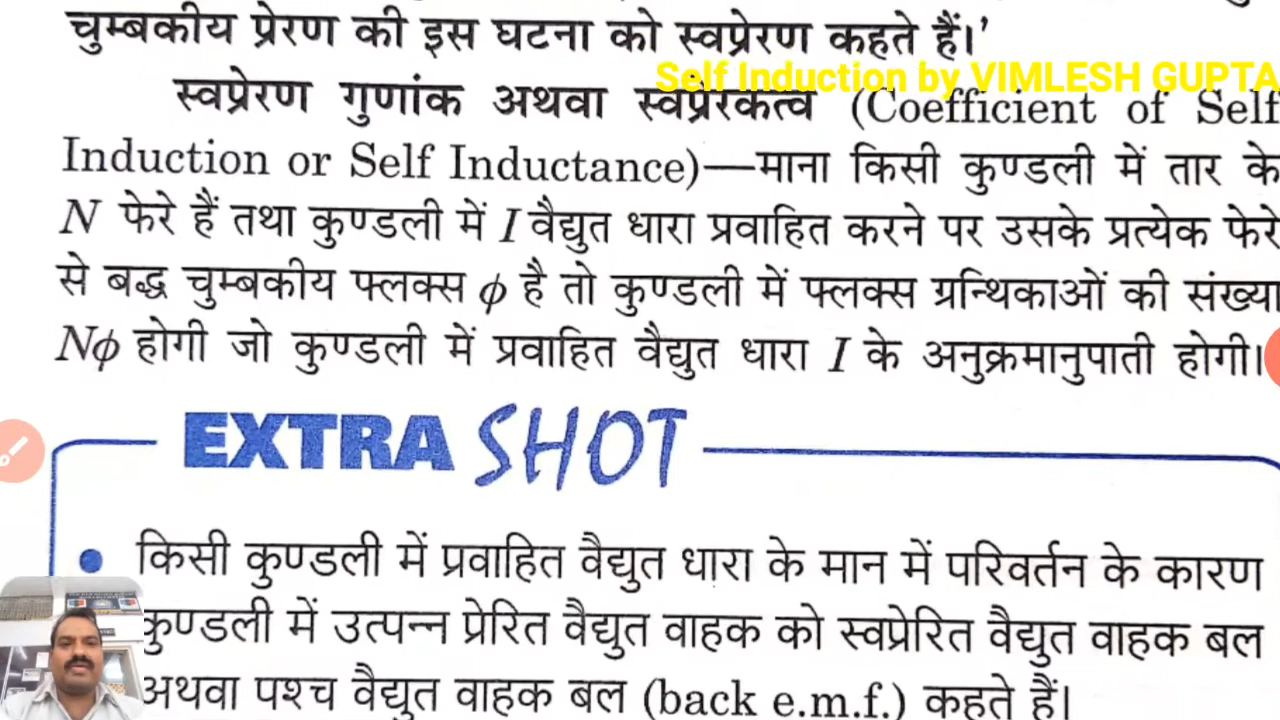 चुम्बकीय प्रेरण की इस घटना को स्वप्रेरण कहते हैं।'
Self Induction by VIMLESH GUPTA
स्वप्रेरण गुणांक अथवा स्वप्रेरकत्व (Coefficient of Self
Induction or Self Inductance)—माना किसी कुण्डली में तार के
N फेरे हैं तथा कुण्डली में I वैद्युत धारा प्रवाहित करने पर उसके प्रत्येक फेरे
से बद्ध चुम्बकीय फ्लक्स ϕ है तो कुण्डली में फ्लक्स ग्रन्थिकाओं की संख्या
Nϕ होगी जो कुण्डली में प्रवाहित वैद्युत धारा I के अनुक्रमानुपाती होगी।
EXTRA SHOT
• किसी कुण्डली में प्रवाहित वैद्युत धारा के मान में परिवर्तन के कारण
कुण्डली में उत्पन्न प्रेरित वैद्युत वाहक को स्वप्रेरित वैद्युत वाहक बल
अथवा पश्च वैद्युत वाहक बल (back e.m.f.) कहते हैं।